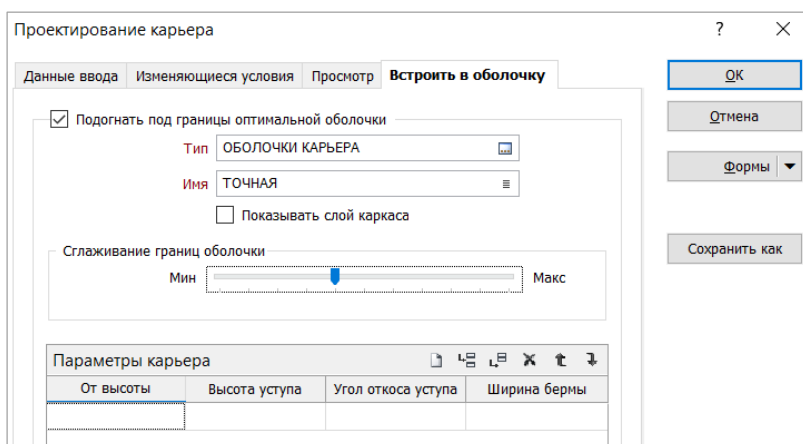 Проектирование карьера ?
Данные ввода Изменяющиеся условия Просмотр Встроить в оболочку
OK
Подогнать под границы оптимальной оболочки
Отмена
Тип ОБОЛОЧКИ КАРЬЕРА
Формы
Имя ТОЧНАЯ
Показывать слой каркаса
Сохранить как
Сглаживание границ оболочки
Мин Макс
Параметры карьера
От высоты Высота уступа Угол откоса уступа Ширина бермы